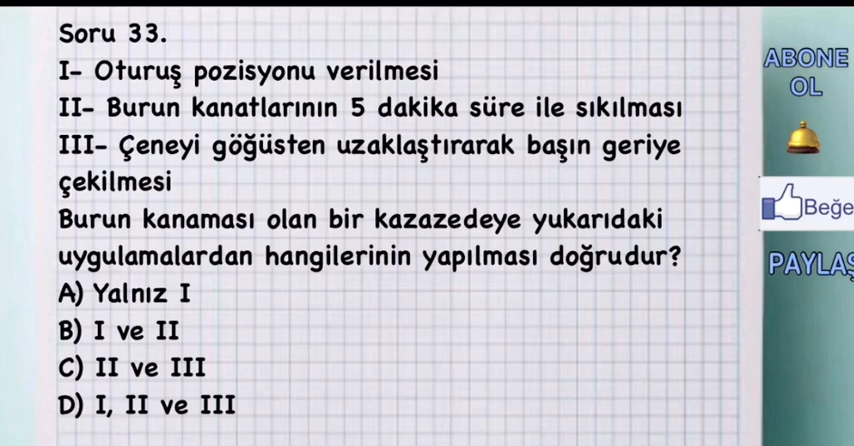 Soru 33.
I- Oturuş pozisyonu verilmesi
II- Burun kanatlarının 5 dakika süre ile sıkılması
III- Çeneyi göğüsten uzaklaştırarak başın geriye
çekilmesi
Burun kanaması olan bir kazazedeye yukarıdaki
uygulamalardan hangilerinin yapılması doğrudur?
A) Yalnız I
B) I ve II
C) II ve III
D) I, II ve III
ABONE
OL
Beğe
PAYLAŞ